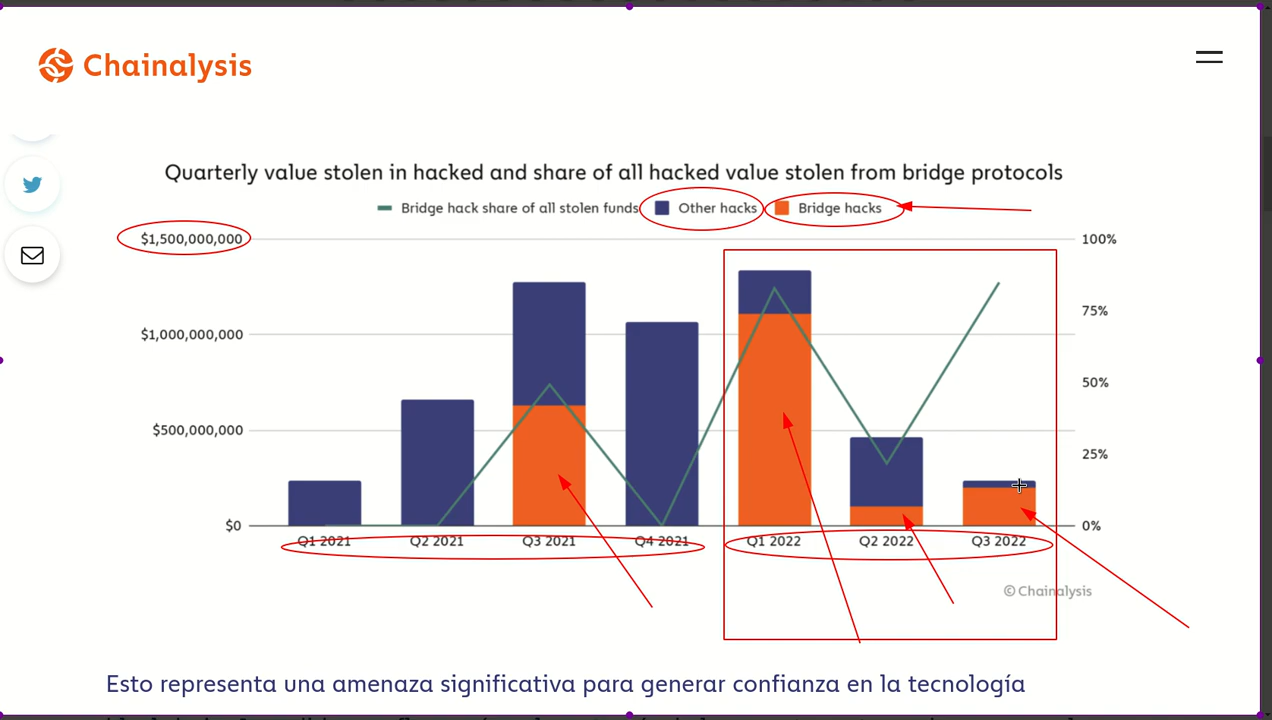 Chainalysis
Quarterly value stolen in hacked and share of all hacked value stolen from bridge protocols
Bridge hack share of all stolen funds Other hacks Bridge hacks
$1,500,000,000 100%
75%
$1,000,000,000
50%
$500,000,000
25%
$0 0%
Q1 2021 Q2 2021 Q3 2021 Q4 2021 Q1 2022 Q2 2022 Q3 2022
© Chainalysis
Esto representa una amenaza significativa para generar confianza en la tecnología